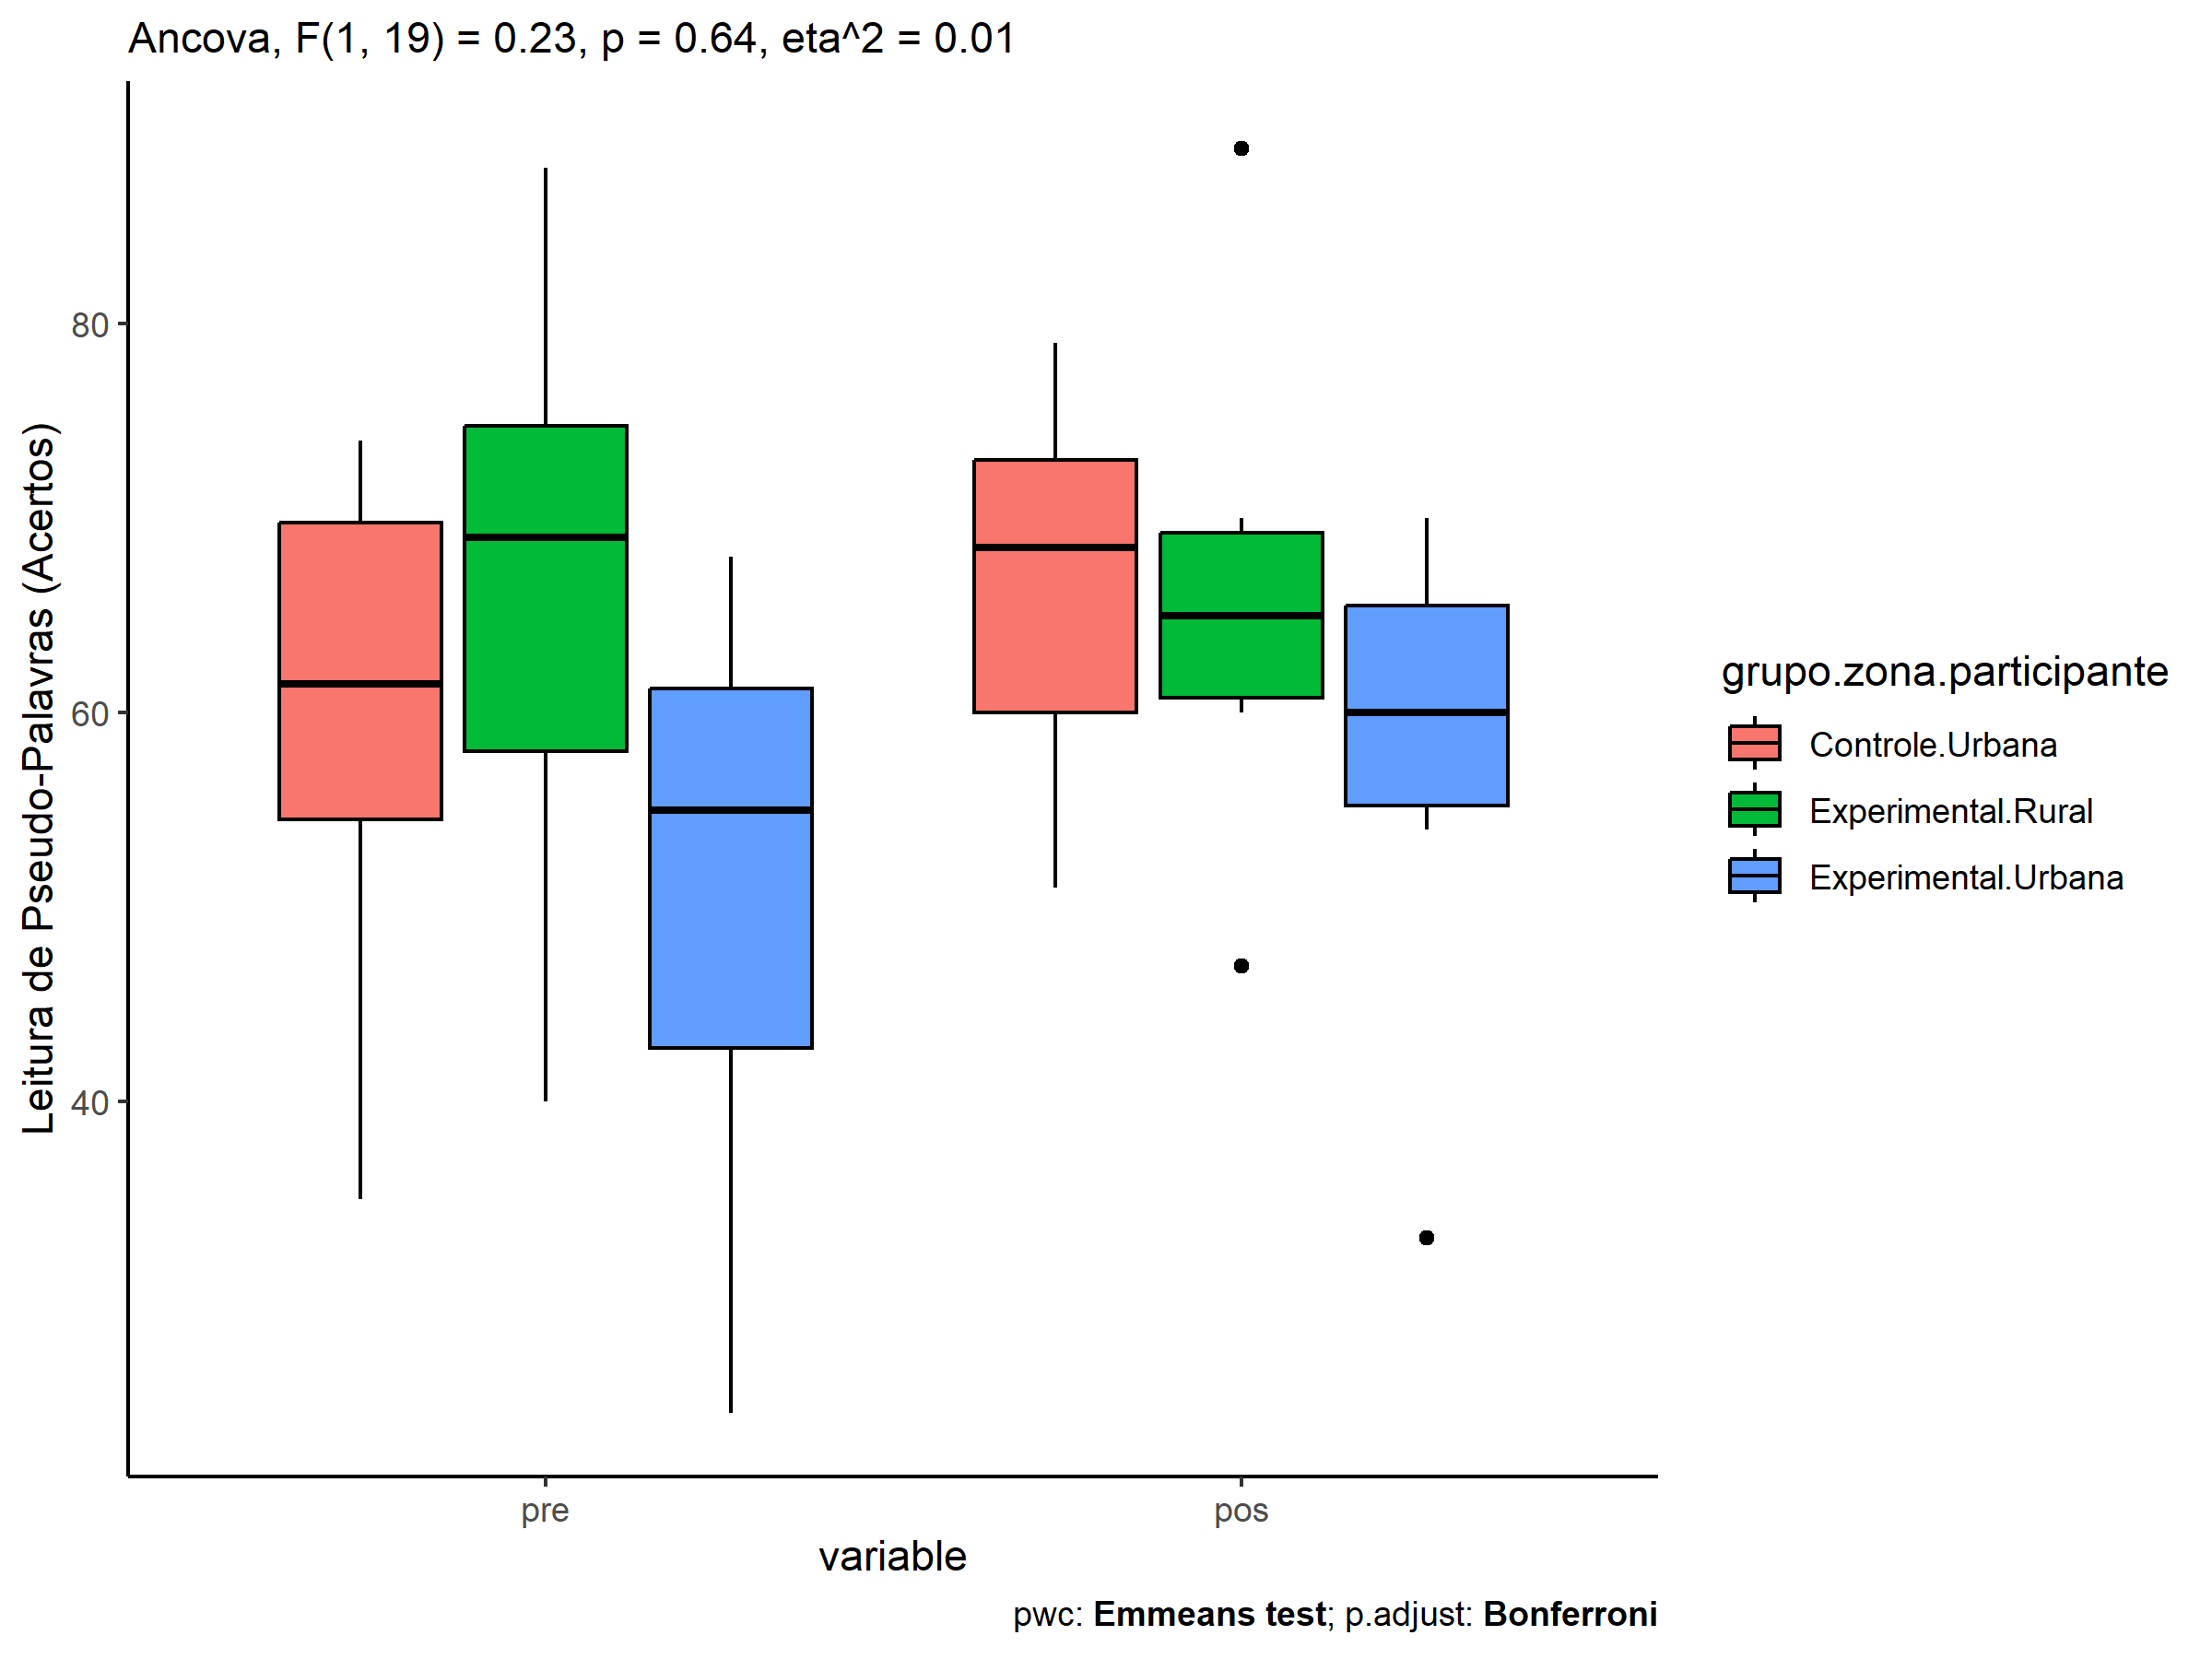 Ancova, F(1, 19) = 0.23, p = 0.64, eta^2 = 0.01
Leitura de Pseudo-Palavras (Acertos)
80
60
40
pre
pos
variable
grupo.zona.participante
Controle.Urbana
Experimental.Rural
Experimental.Urbana
pwc: Emmeans test; p.adjust: Bonferroni